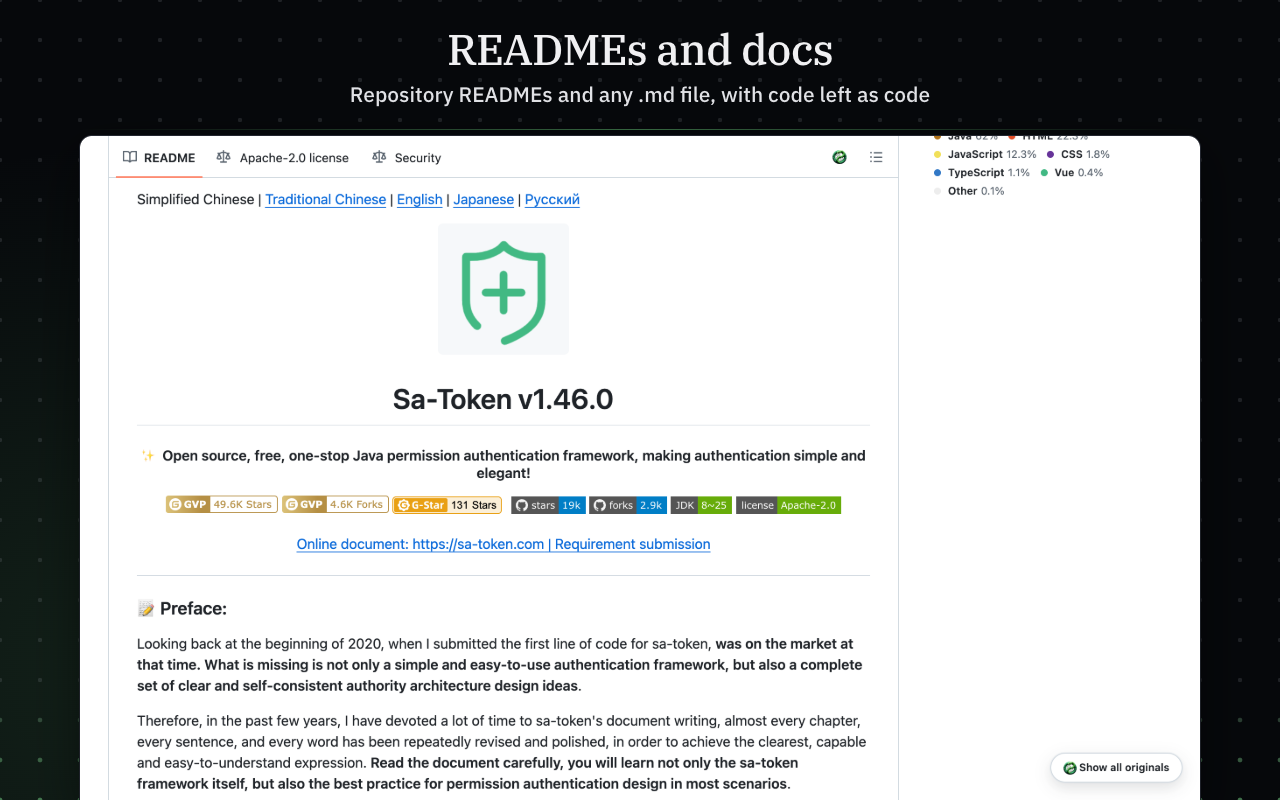 READMEs and docs
Repository READMEs and any .md file, with code left as code
README Apache-2.0 license Security
Java 62% HTML 22.3%
JavaScript 12.3% CSS 1.8%
TypeScript 1.1% Vue 0.4%
Other 0.1%
Simplified Chinese | Traditional Chinese | English | Japanese | Русский
Sa-Token v1.46.0
✨ Open source, free, one-stop Java permission authentication framework, making authentication simple and
elegant!
GVP 49.6K Stars GVP 4.6K Forks G-Star 131 Stars stars 19k forks 2.9k JDK 8~25 license Apache-2.0
Online document: https://sa-token.com | Requirement submission
📝 Preface:
Looking back at the beginning of 2020, when I submitted the first line of code for sa-token, was on the market at
that time. What is missing is not only a simple and easy-to-use authentication framework, but also a complete
set of clear and self-consistent authority architecture design ideas.
Therefore, in the past few years, I have devoted a lot of time to sa-token's document writing, almost every chapter,
every sentence, and every word has been repeatedly revised and polished, in order to achieve the clearest, capable
and easy-to-understand expression. Read the document carefully, you will learn not only the sa-token
framework itself, but also the best practice for permission authentication design in most scenarios.
Show all originals